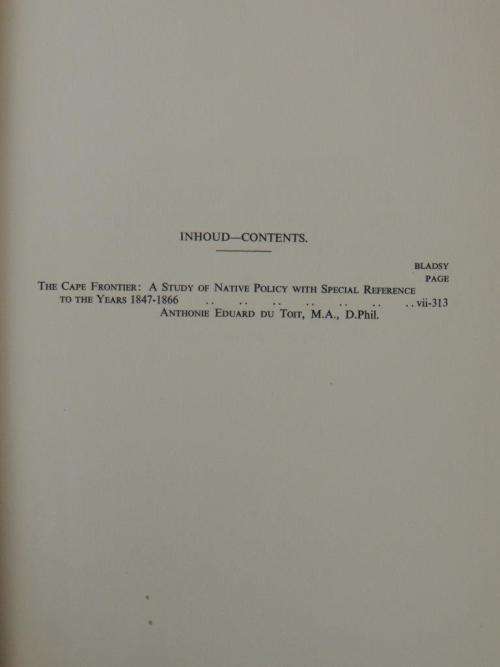 INHOUD—CONTENTS.
BLADSY
PAGE
THE CAPE FRONTIER: A STUDY OF NATIVE POLICY WITH SPECIAL REFERENCE
TO THE YEARS 1847-1866 .. .. .. .. .. .. .. vii-313
ANTHONIE EDUARD DU TOIT, M.A., D.Phil.